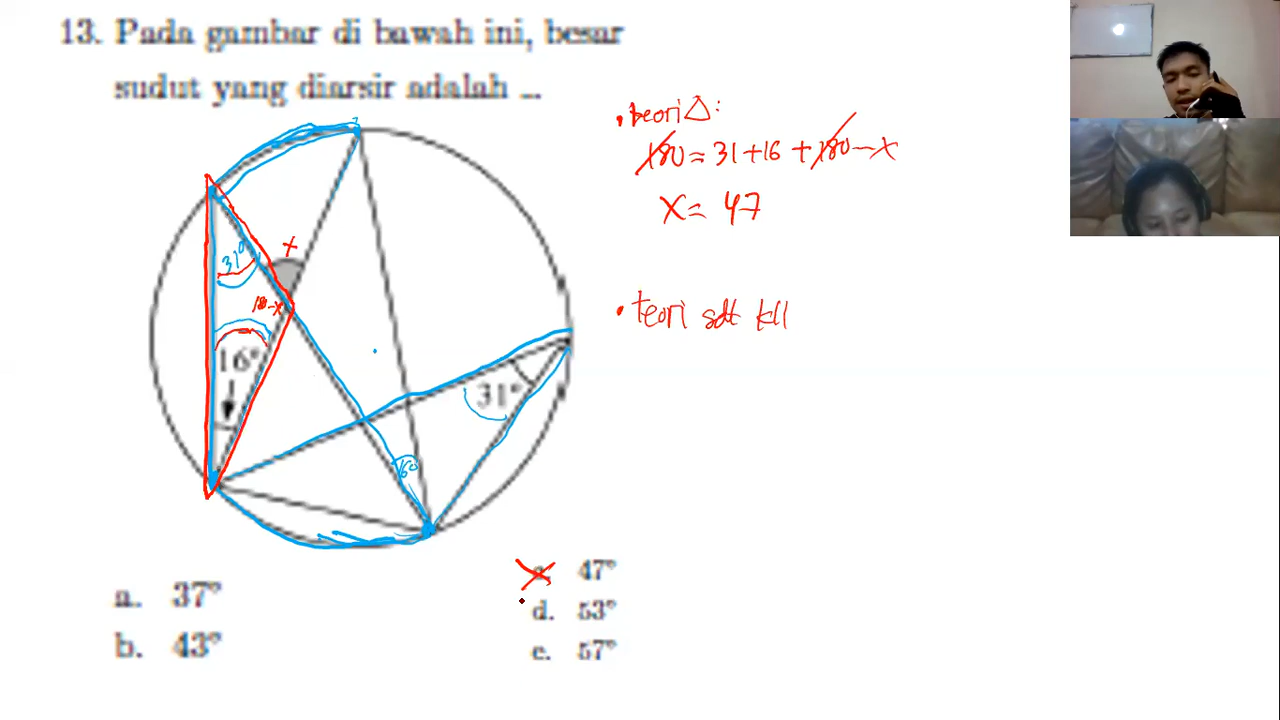 13. Pada gambar di bawah ini, besar
sudut yang diarsir adalah ...
• teori Δ:
180 = 31 + 16 + 180 - x
x = 47
• teori sdt kll
x
31°
180-x
16°
31°
16°
a. 37°
b. 43°
c. 47°
d. 53°
e. 57°